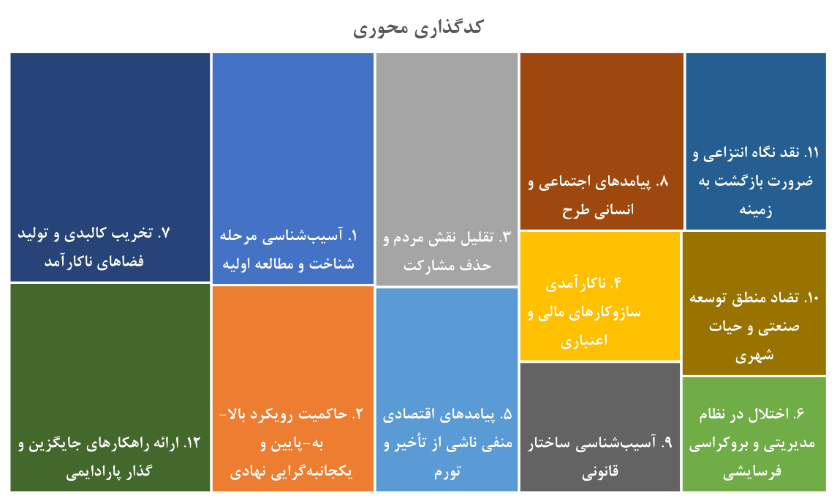 کدگذاری محوری
۱۱. نقد نگاه انتزاعی و
ضرورت بازگشت به
زمینه
۸. پیامدهای اجتماعی و
انسانی طرح
۳. تقلیل نقش مردم و
حذف مشارکت
۱. آسیب‌شناسی مرحله
شناخت و مطالعه اولیه
۷. تخریب کالبدی و تولید
فضاهای ناکارآمد
۱۰. تضاد منطق توسعه
صنعتی و حیات
شهری
۴. ناکارآمدی
سازوکارهای مالی و
اعتباری
۶. اختلال در نظام
مدیریتی و بروکراسی
فرسایشی
۹. آسیب‌شناسی ساختار
قانونی
۵. پیامدهای اقتصادی
منفی ناشی از تأخیر و
تورم
۲. حاکمیت رویکرد بالا-
به-پایین و
یکجانبه‌گرایی نهادی
۱۲. ارائه راهکارهای جایگزین و
گذار پارادایمی